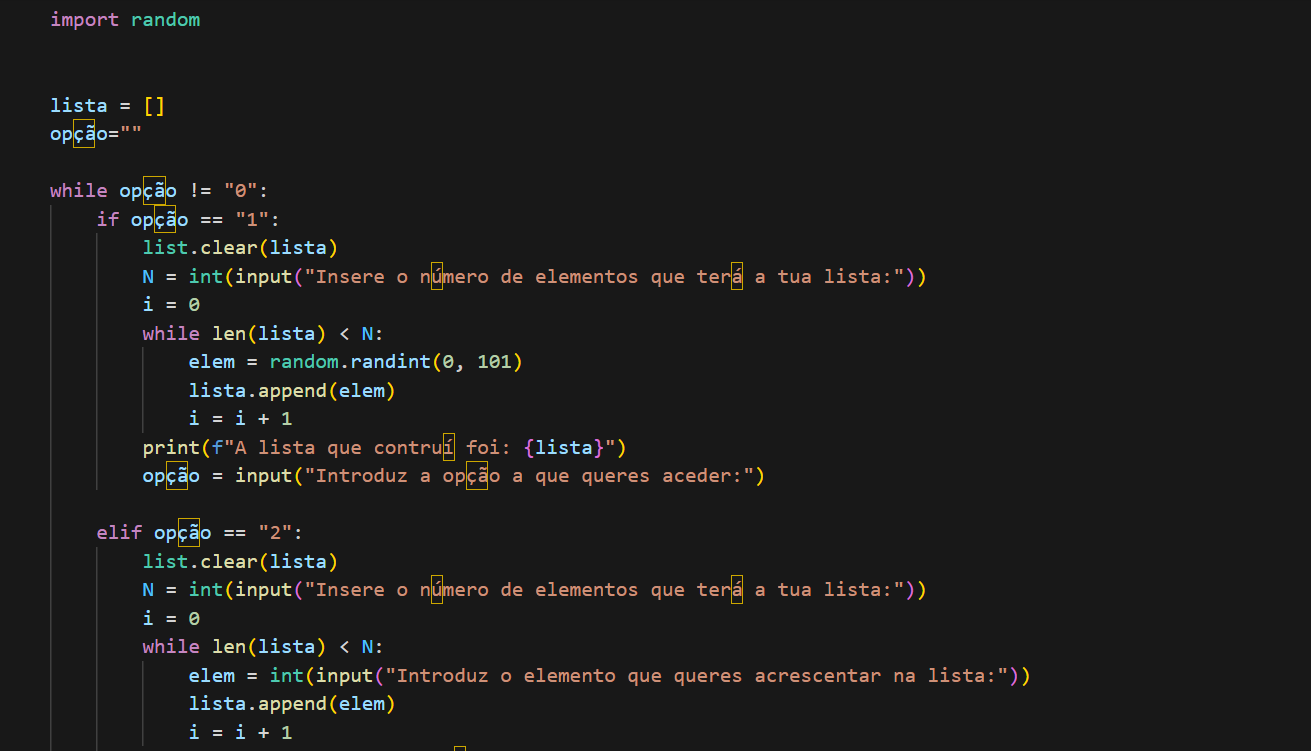 import random
lista = []
opção=""
while opção != "0":
    if opção == "1":
        list.clear(lista)
        N = int(input("Insere o número de elementos que terá a tua lista:"))
        i = 0
        while len(lista) < N:
            elem = random.randint(0, 101)
            lista.append(elem)
            i = i + 1
        print(f"A lista que contruí foi: {lista}")
        opção = input("Introduz a opção a que queres aceder:")
    elif opção == "2":
        list.clear(lista)
        N = int(input("Insere o número de elementos que terá a tua lista:"))
        i = 0
        while len(lista) < N:
            elem = int(input("Introduz o elemento que queres acrescentar na lista:"))
            lista.append(elem)
            i = i + 1